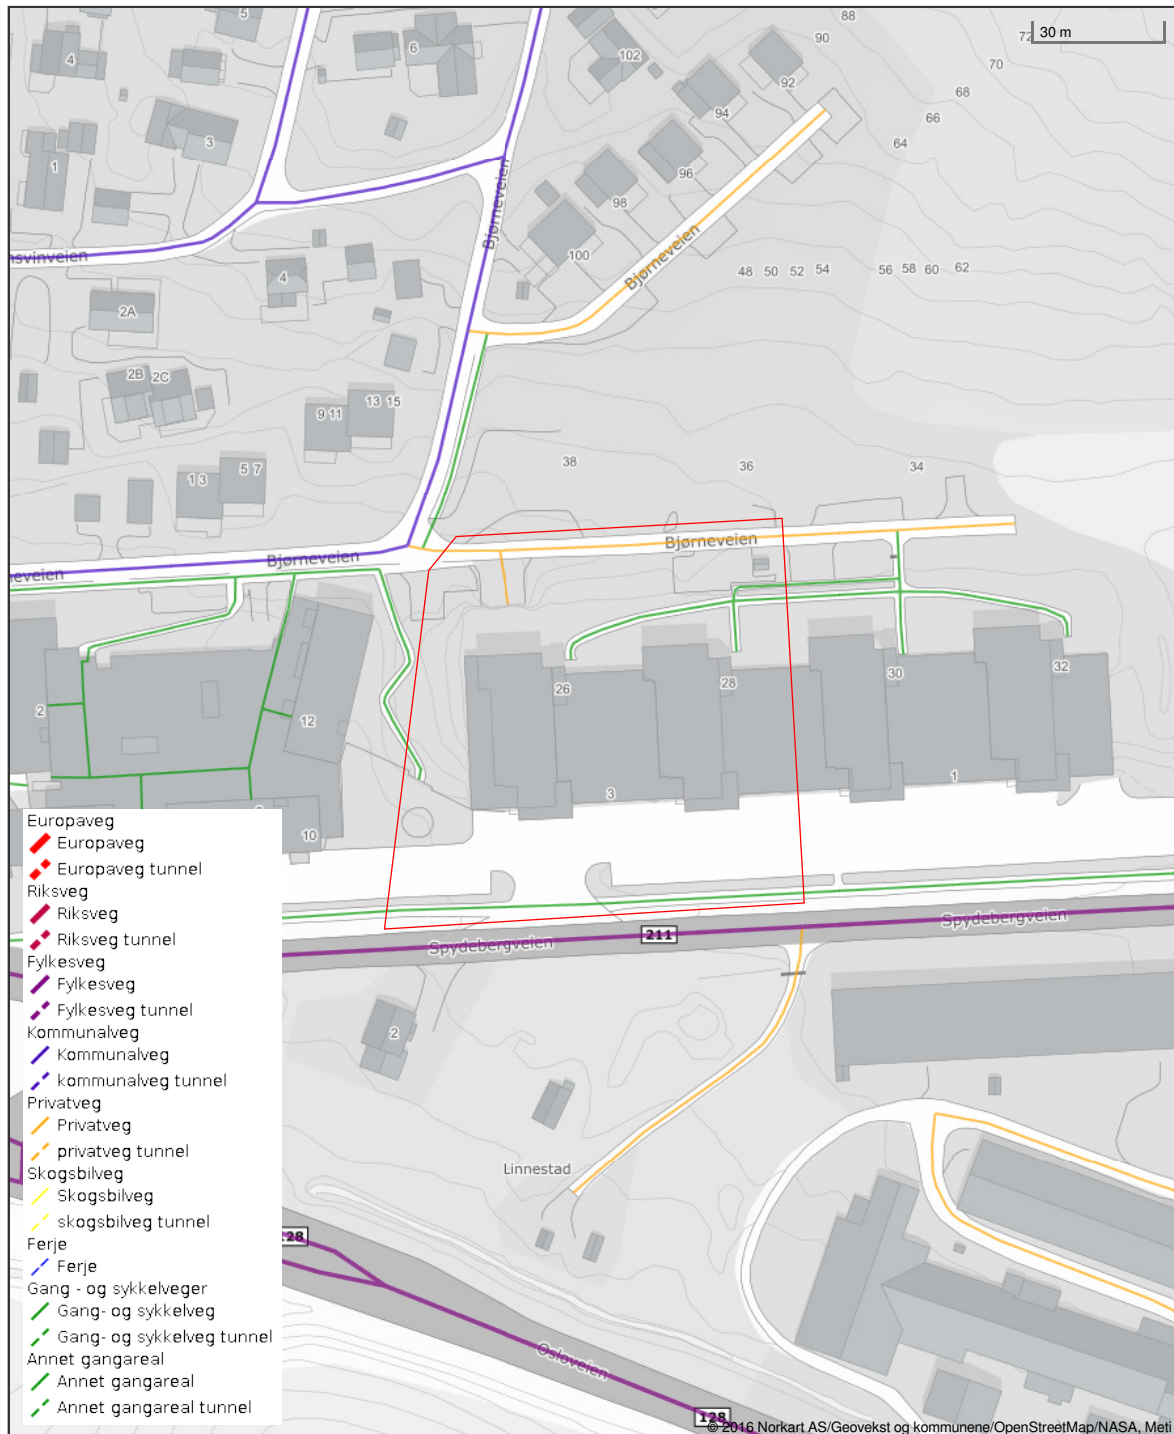 88
30 m
72
5
90
6
102
4
70
92
68
94
66
3
64
1
96
98
Bjørneveien
100
nsvinveien
Bjørneveien
4
48 50 52 54
56 58 60 62
2A
2B 2C
13 15
9 11
38
36
34
5 7
1 3
Bjørneveien
Bjørneveien
neveien
32
30
28
26
2
12
1
3
10
Europaveg
Europaveg
Europaveg tunnel
Riksveg
Riksveg
Riksveg tunnel
Fylkesveg
Fylkesveg
Fylkesveg tunnel
Kommunalveg
Kommunalveg
kommunalveg tunnel
Privatveg
Privatveg
privatveg tunnel
Skogsbilveg
Skogsbilveg
skogsbilveg tunnel
Ferje
Ferje
Gang - og sykkelveger
Gang- og sykkelveg
Gang- og sykkelveg tunnel
Annet gangareal
Annet gangareal
Annet gangareal tunnel
Spydebergveien
211
Spydebergveien
2
Linnestad
128
Osloveien
128
© 2016 Norkart AS/Geovekst og kommunene/OpenStreetMap/NASA, Meti